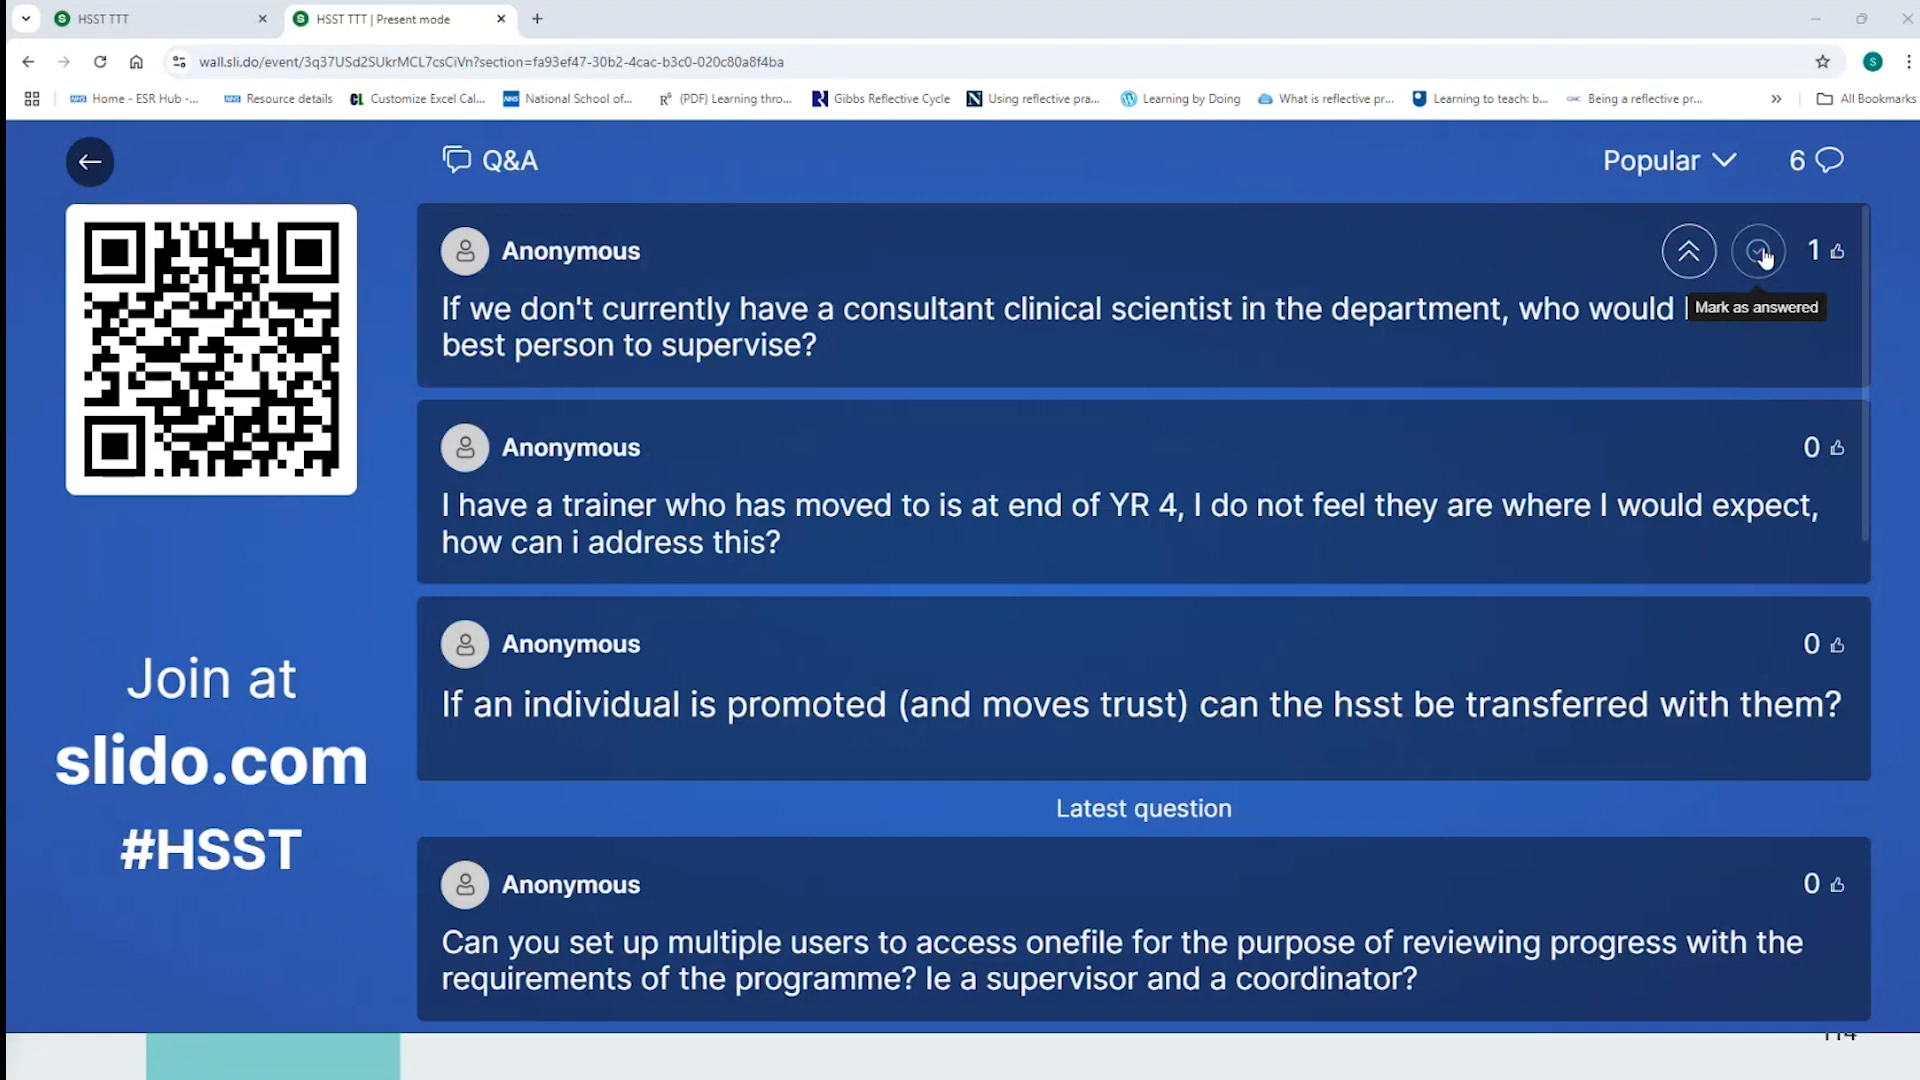 HSST TTT
HSST TTT | Present mode
wall.sli.do/event/3q37USd2SUkrMCL7csCiVn?section=fa93ef47-30b2-4cac-b3c0-020c80a8f4ba
S
Home - ESR Hub -...
Resource details
Customize Excel Cal...
National School of...
(PDF) Learning thro...
Gibbs Reflective Cycle
Using reflective pra...
Learning by Doing
What is reflective pr...
Learning to teach: b...
Being a reflective pr...
All Bookmarks
Q&A
Popular
6
Anonymous
1
If we don't currently have a consultant clinical scientist in the department, who would
Mark as answered
best person to supervise?
Anonymous
0
I have a trainer who has moved to is at end of YR 4, I do not feel they are where I would expect,
how can i address this?
Anonymous
0
If an individual is promoted (and moves trust) can the hsst be transferred with them?
Join at
slido.com
#HSST
Latest question
Anonymous
0
Can you set up multiple users to access onefile for the purpose of reviewing progress with the
requirements of the programme? Ie a supervisor and a coordinator?